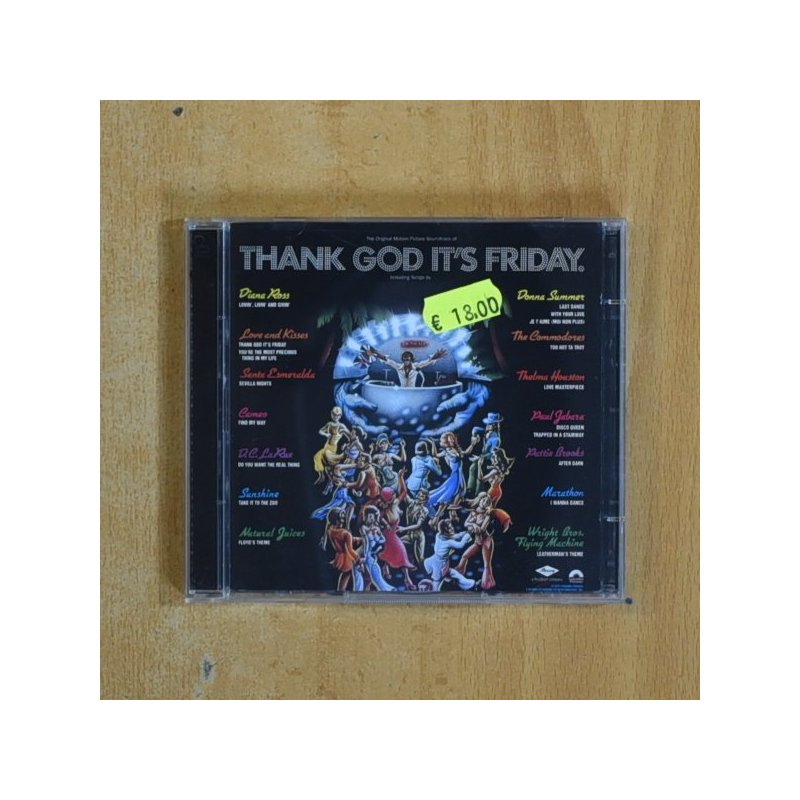 The Original Motion Picture Soundtrack of
THANK GOD IT'S FRIDAY.
Including Songs by
Diana Ross
LOVIN', LIVIN' AND GIVIN'
Love and Kisses
THANK GOD IT'S FRIDAY
YOU'RE THE MOST PRECIOUS
THING IN MY LIFE
Santa Esmeralda
SEVILLA NIGHTS
Cameo
FIND MY WAY
D.C. LaRue
DO YOU WANT THE REAL THING
Sunshine
TAKE IT TO THE ZOO
Natural Juices
FLOYD'S THEME
€ 18.00
Donna Summer
LAST DANCE
WITH YOUR LOVE
JE T'AIME (MOI NON PLUS)
The Commodores
TOO HOT TA TROT
Thelma Houston
LOVE MASTERPIECE
Paul Jabara
DISCO QUEEN
TRAPPED IN A STAIRWAY
Pattie Brooks
AFTER DARK
Marathon
I WANNA DANCE
Wright Bros.
Flying Machine
LEATHERMAN'S THEME